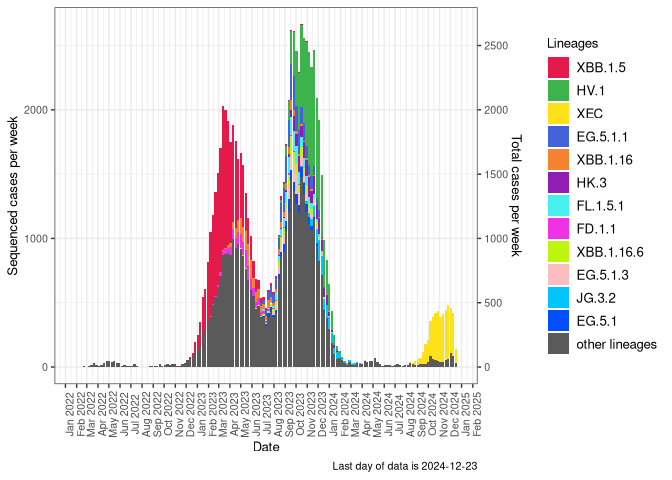 Sequenced cases per week
2000
1000
0
2500
2000
1500
1000
500
0
Total cases per week
Jan 2022
Feb 2022
Mar 2022
Apr 2022
May 2022
Jun 2022
Jul 2022
Aug 2022
Sep 2022
Oct 2022
Nov 2022
Dec 2022
Jan 2023
Feb 2023
Mar 2023
Apr 2023
May 2023
Jun 2023
Jul 2023
Aug 2023
Sep 2023
Oct 2023
Nov 2023
Dec 2023
Jan 2024
Feb 2024
Mar 2024
Apr 2024
May 2024
Jun 2024
Jul 2024
Aug 2024
Sep 2024
Oct 2024
Nov 2024
Dec 2024
Jan 2025
Feb 2025
Date
Lineages
XBB.1.5
HV.1
XEC
EG.5.1.1
XBB.1.16
HK.3
FL.1.5.1
FD.1.1
XBB.1.16.6
EG.5.1.3
JG.3.2
EG.5.1
other lineages
Last day of data is 2024-12-23